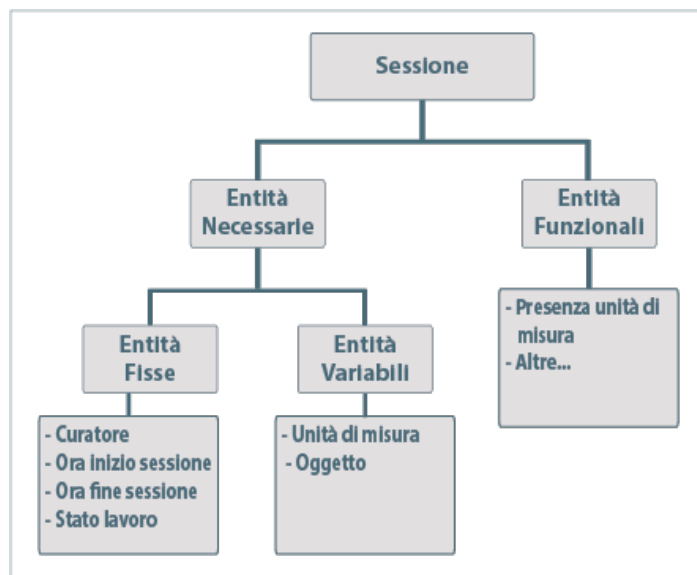 Sessione
Entità
Necessarie
Entità
Funzionali
Entità
Fisse
Entità
Variabili
- Presenza unità di
misura
- Altre...
- Curatore
- Ora inizio sessione
- Ora fine sessione
- Stato lavoro
- Unità di misura
- Oggetto